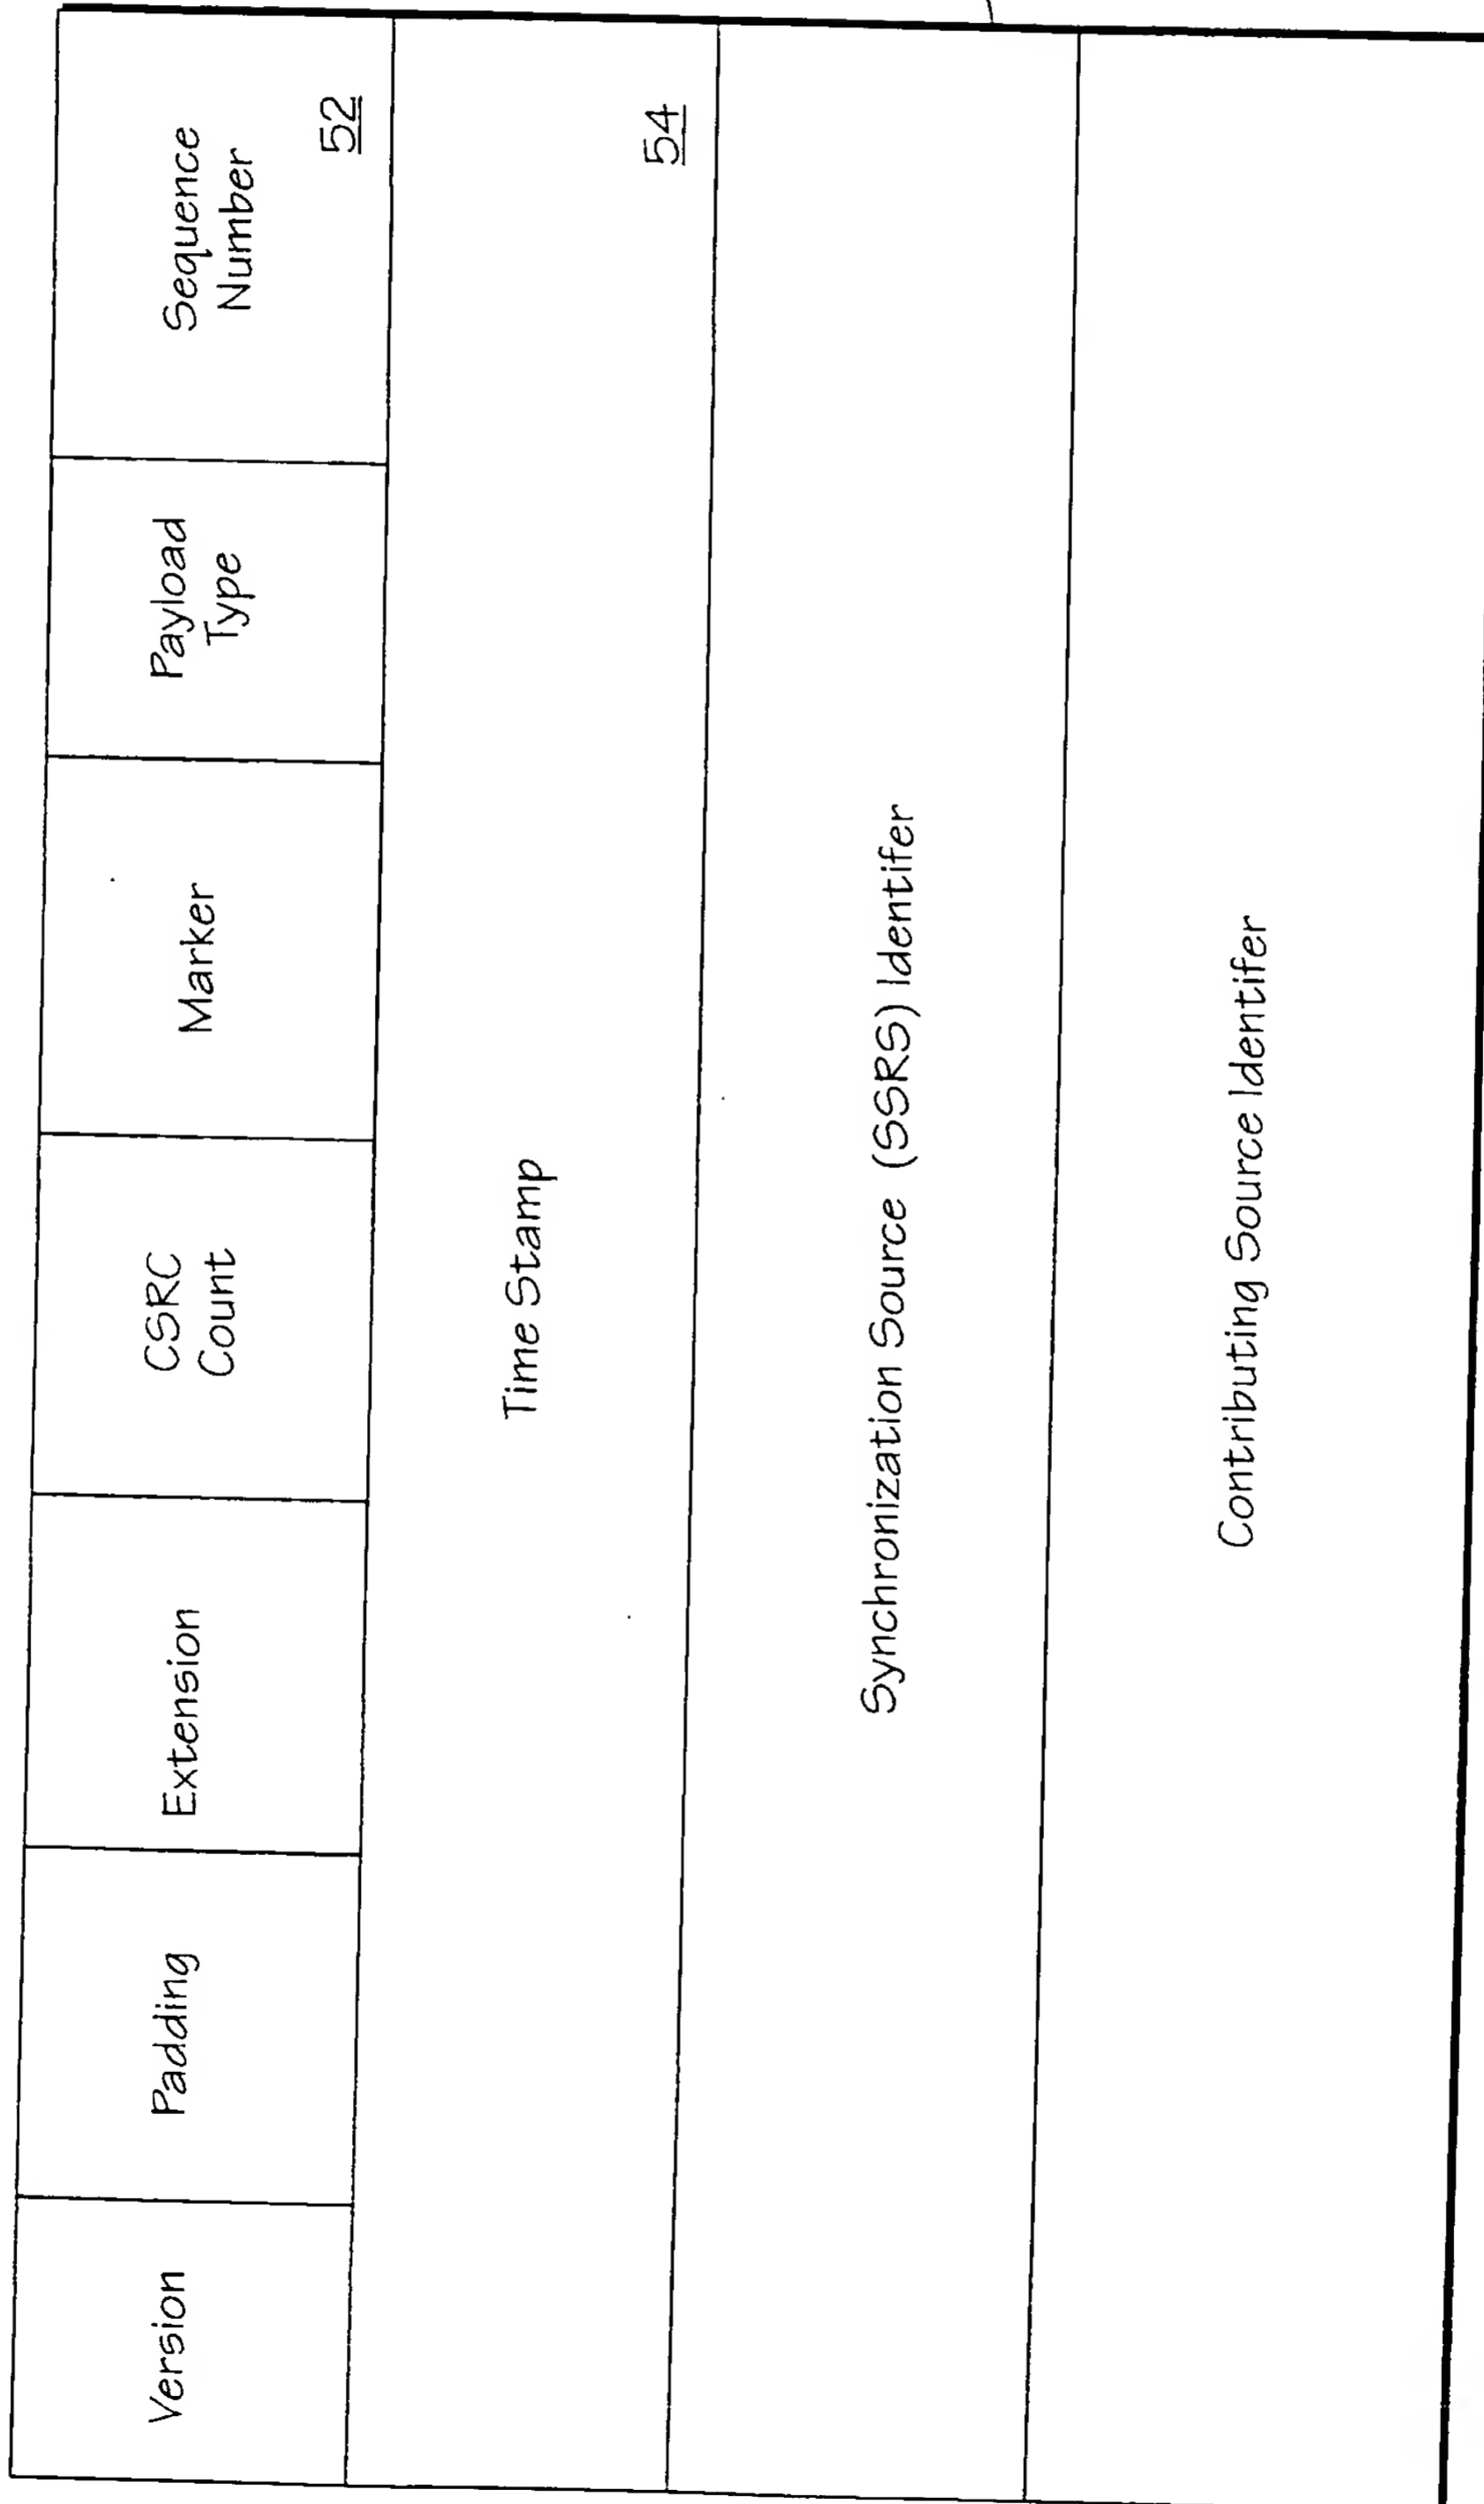 Version
Padding
Extension
CSRC
Count
Marker
Payload
Type
Sequence
Number
52
Time Stamp
54
Synchronization Source (SSRS) Identifer
Contributing Source Identifer